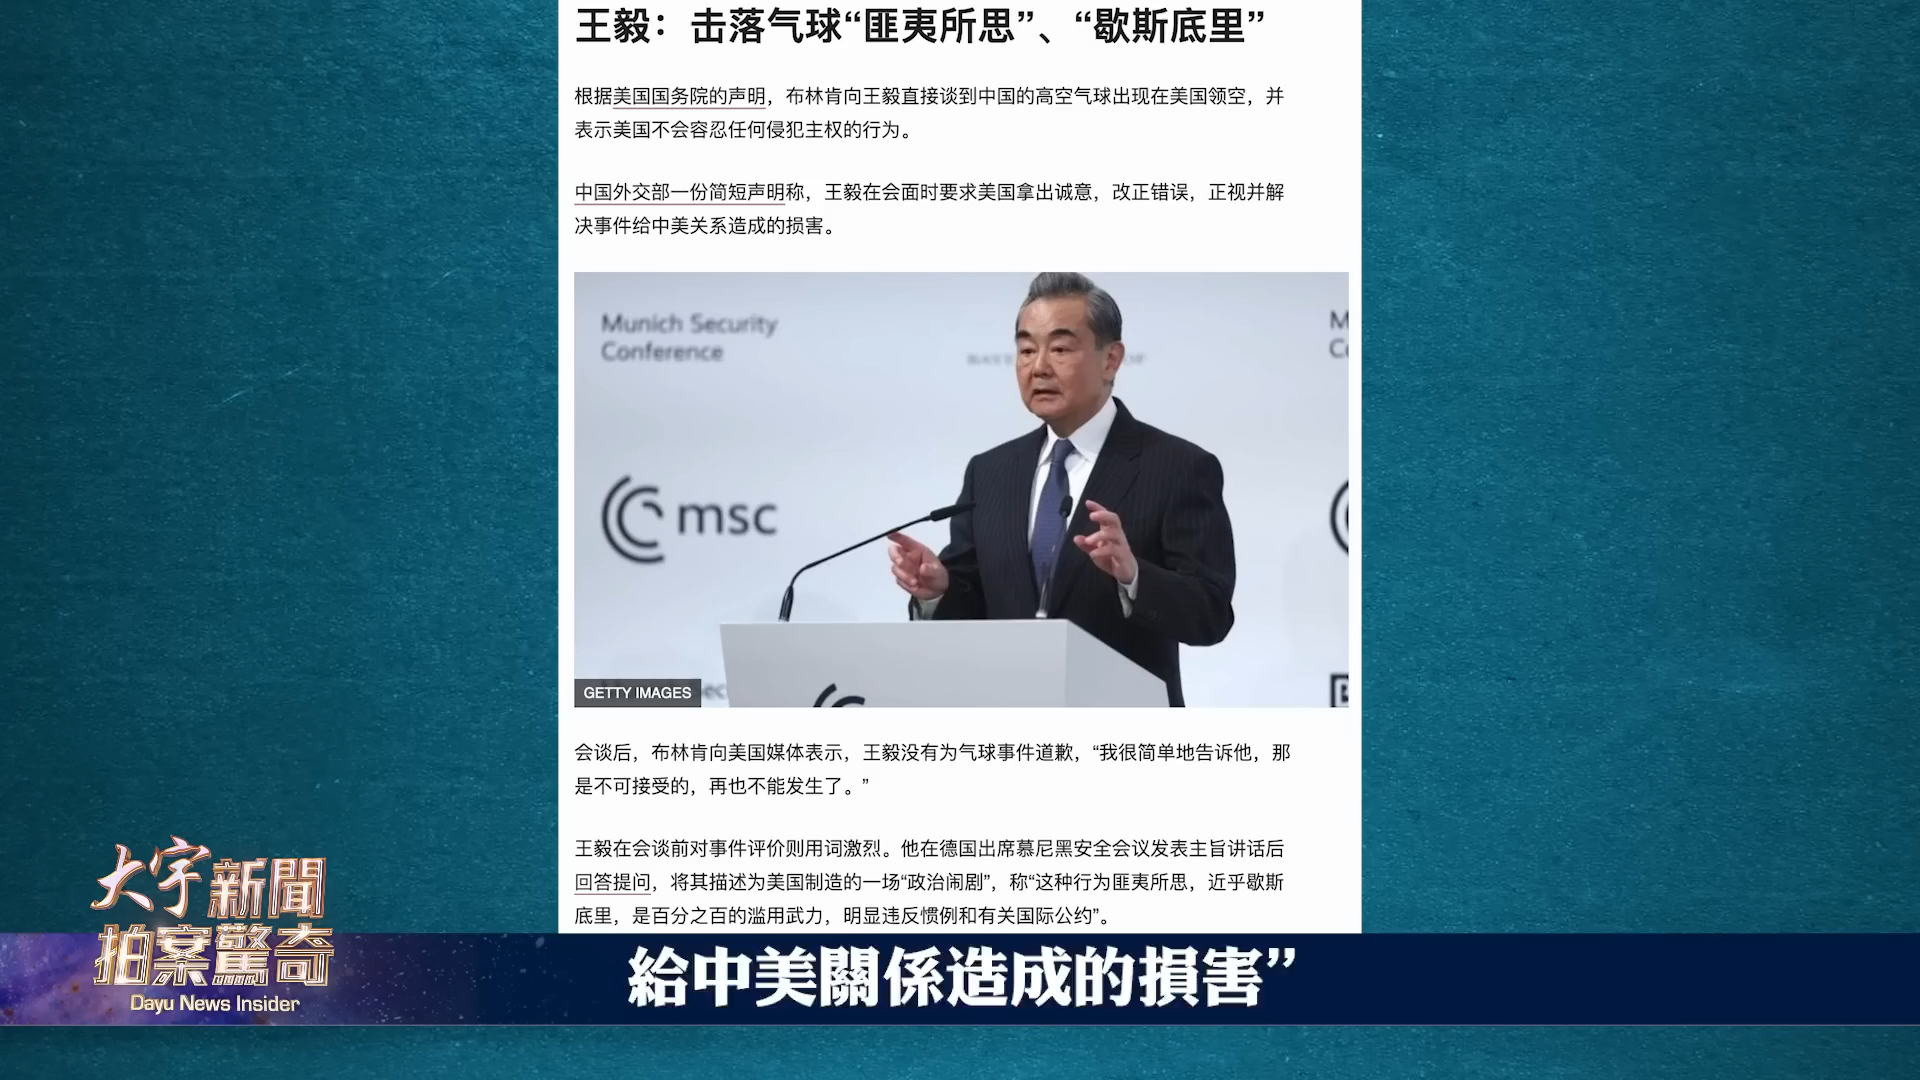 王毅：击落气球“匪夷所思”、“歇斯底里”
根据美国国务院的声明，布林肯向王毅直接谈到中国的高空气球出现在美国领空，并
表示美国不会容忍任何侵犯主权的行为。
中国外交部一份简短声明称，王毅在会面时要求美国拿出诚意，改正错误，正视并解
决事件给中美关系造成的损害。
Munich Security
Conference
msc
GETTY IMAGES
会谈后，布林肯向美国媒体表示，王毅没有为气球事件道歉，“我很简单地告诉他，那
是不可接受的，再也不能发生了。”
王毅在会谈前对事件评价则用词激烈。他在德国出席慕尼黑安全会议发表主旨讲话后
回答提问，将其描述为美国制造的一场“政治闹剧”，称“这种行为匪夷所思，近乎歇斯
底里，是百分之百的滥用武力，明显违反惯例和有关国际公约”。
大宇新聞
拍案驚奇
Dayu News Insider
給中美關係造成的損害”